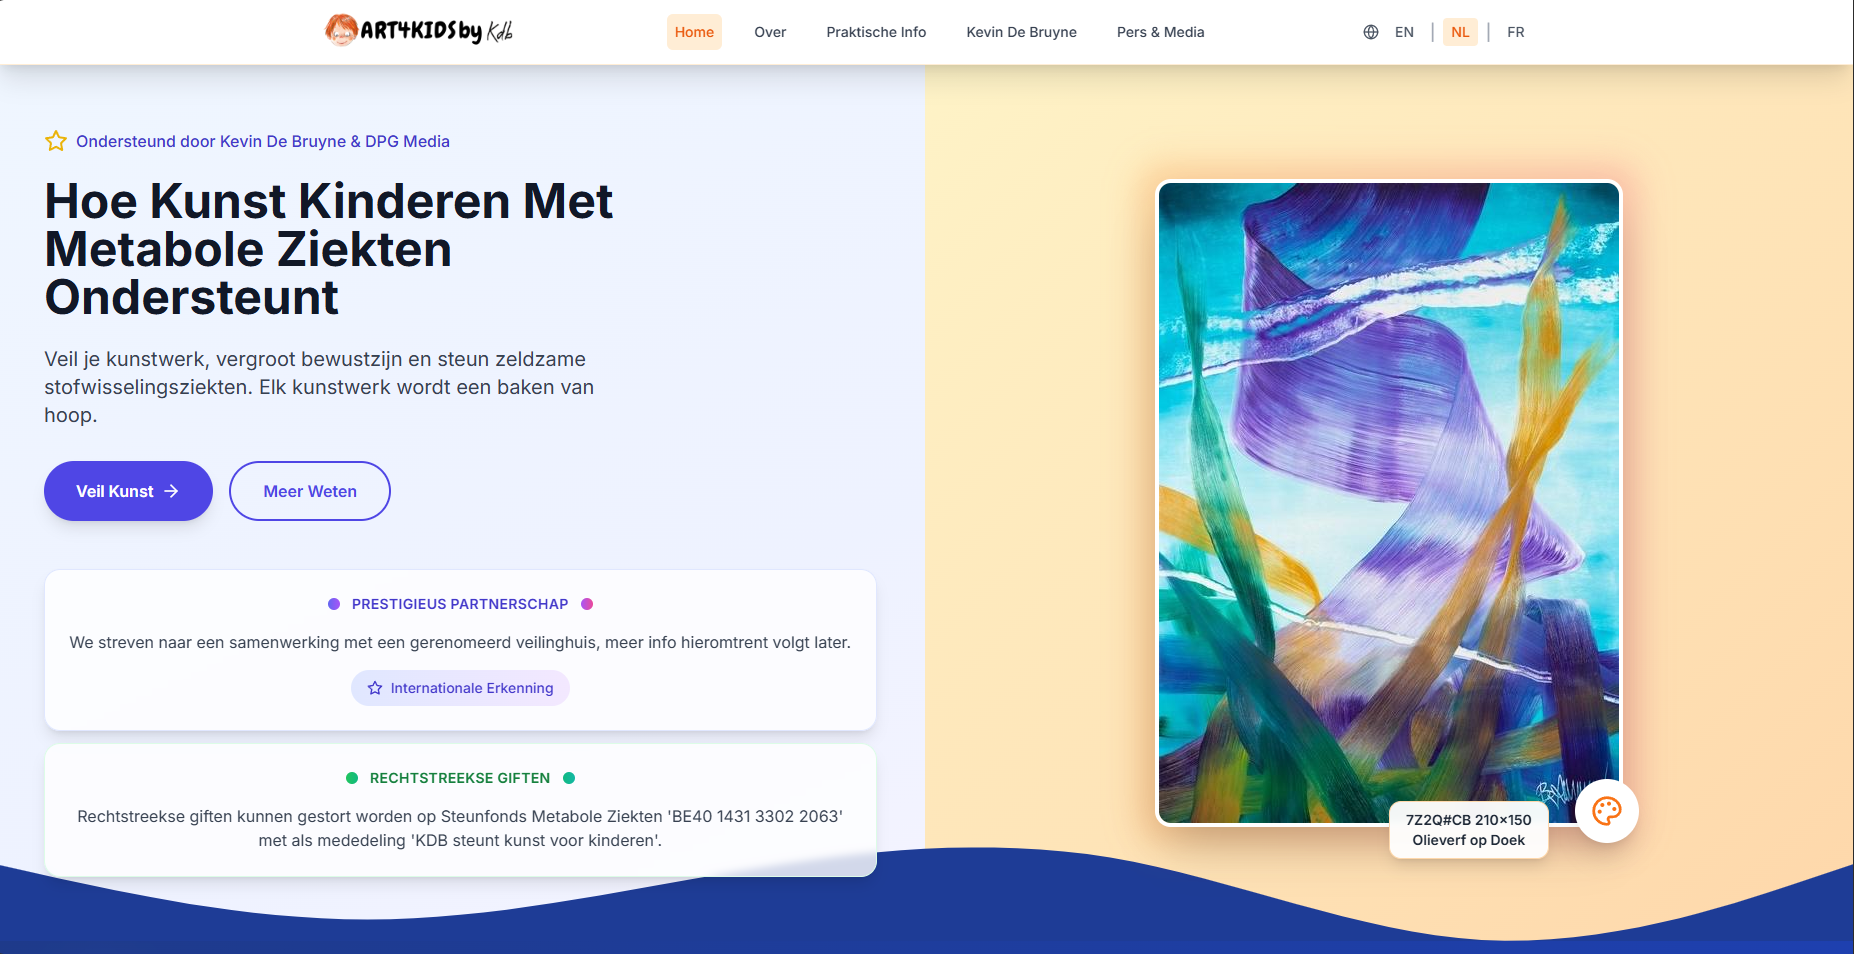 ART4KIDS by Kdb
Home
Over
Praktische Info
Kevin De Bruyne
Pers & Media
EN | NL | FR
Ondersteund door Kevin De Bruyne & DPG Media
Hoe Kunst Kinderen Met
Metabole Ziekten
Ondersteunt
Veil je kunstwerk, vergroot bewustzijn en steun zeldzame
stofwisselingsziekten. Elk kunstwerk wordt een baken van
hoop.
Veil Kunst
Meer Weten
PRESTIGIEUS PARTNERSCHAP
We streven naar een samenwerking met een gerenomeerd veilinghuis, meer info hieromtrent volgt later.
Internationale Erkenning
RECHTSTREEKSE GIFTEN
Rechtstreekse giften kunnen gestort worden op Steunfonds Metabole Ziekten 'BE40 1431 3302 2063'
met als mededeling 'KDB steunt kunst voor kinderen'.
7Z2Q#CB 210×150
Olieverf op Doek